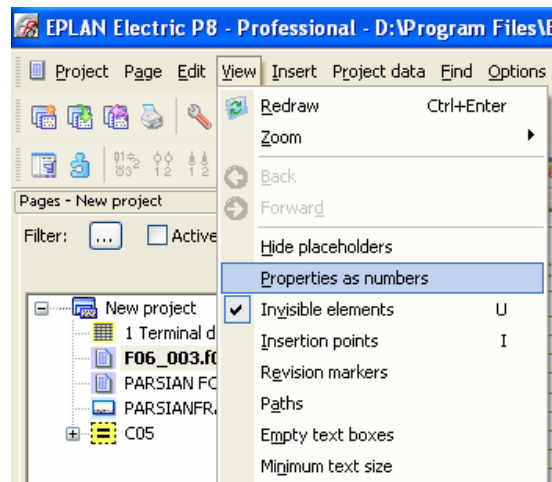 EPLAN Electric P8 - Professional - D:\Program Files\E
Project Page Edit View Insert Project data Find Options
Redraw Ctrl+Enter
Zoom
Back
Forward
Hide placeholders
Properties as numbers
Invisible elements U
Insertion points I
Revision markers
Paths
Empty text boxes
Minimum text size
Pages - New project
Filter: ... Active
New project
1 Terminal d
F06_003.f0
PARSIAN FO
PARSIANFRA
C05